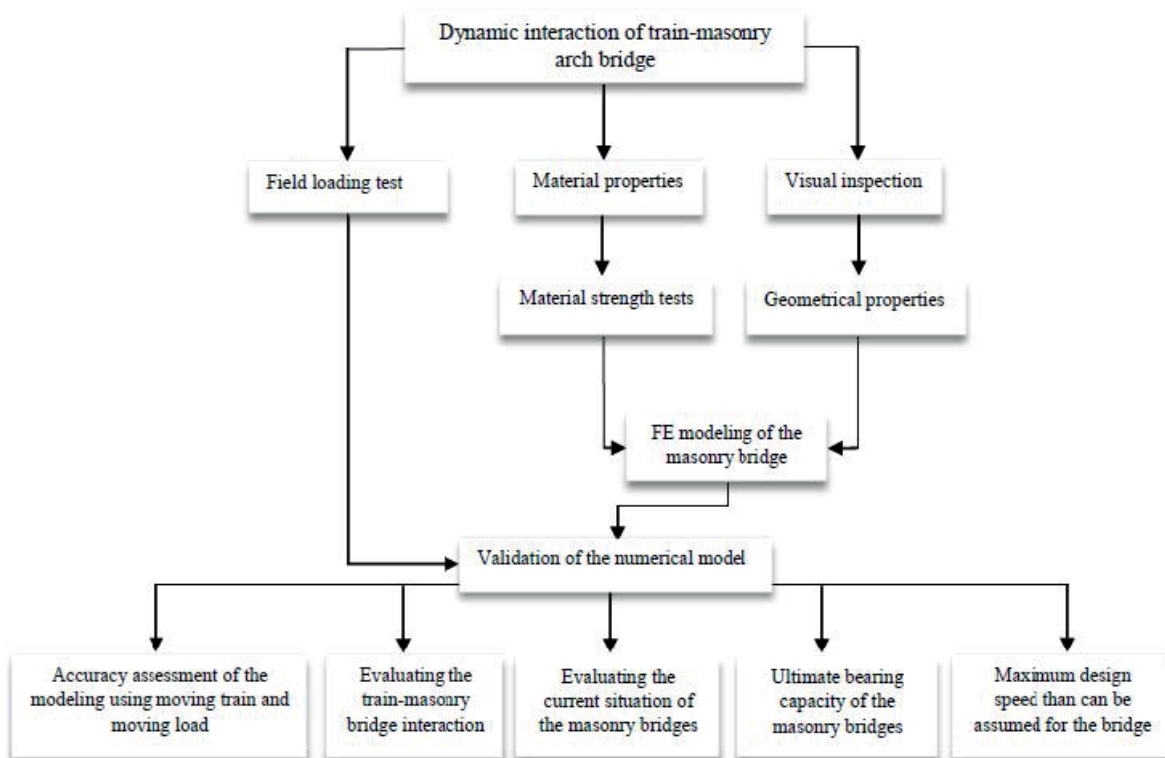 Dynamic interaction of train-masonry
arch bridge
Field loading test
Material properties
Visual inspection
Material strength tests
Geometrical properties
FE modeling of the
masonry bridge
Validation of the numerical model
Accuracy assessment of the
modeling using moving train and
moving load
Evaluating the
train-masonry
bridge interaction
Evaluating the
current situation of
the masonry bridges
Ultimate bearing
capacity of the
masonry bridges
Maximum design
speed than can be
assumed for the bridge